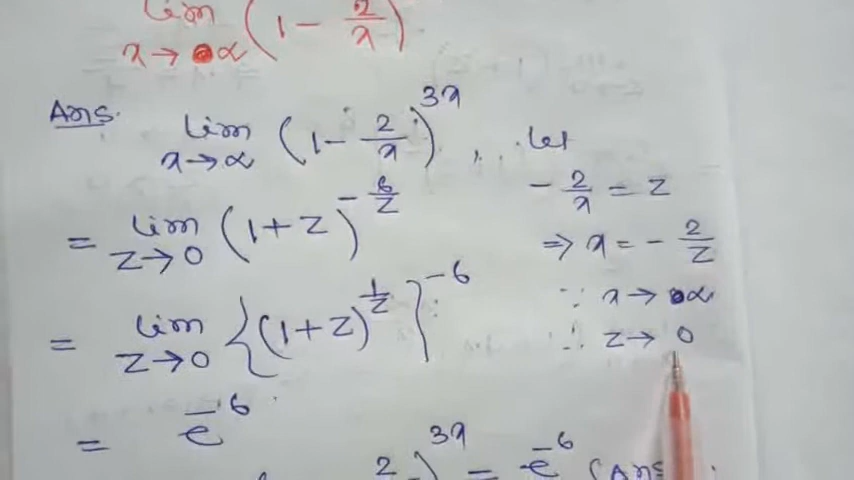 lim x→∝ (1 - 2/x)
Ans. lim x→∝ (1 - 2/x)^3x, let
- 2/x = z
= lim z→0 (1+z)^-6/z
⇒ x = - 2/z
= lim z→0 {(1+z)^1/z}^-6
∵ x→∝
∴ z→0
= e^-6
2 )^3x = e^-6 (Ans